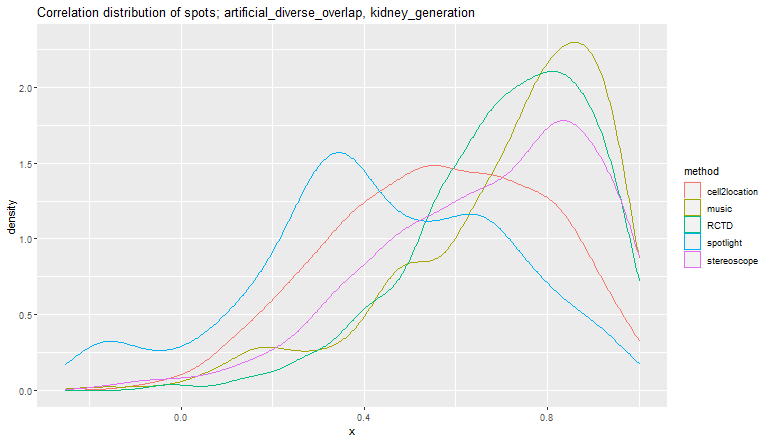 Correlation distribution of spots; artificial_diverse_overlap, kidney_generation
2.0
1.5
1.0
0.5
0.0
density
0.0
0.4
0.8
x
method
cell2location
music
RCTD
spotlight
stereoscope